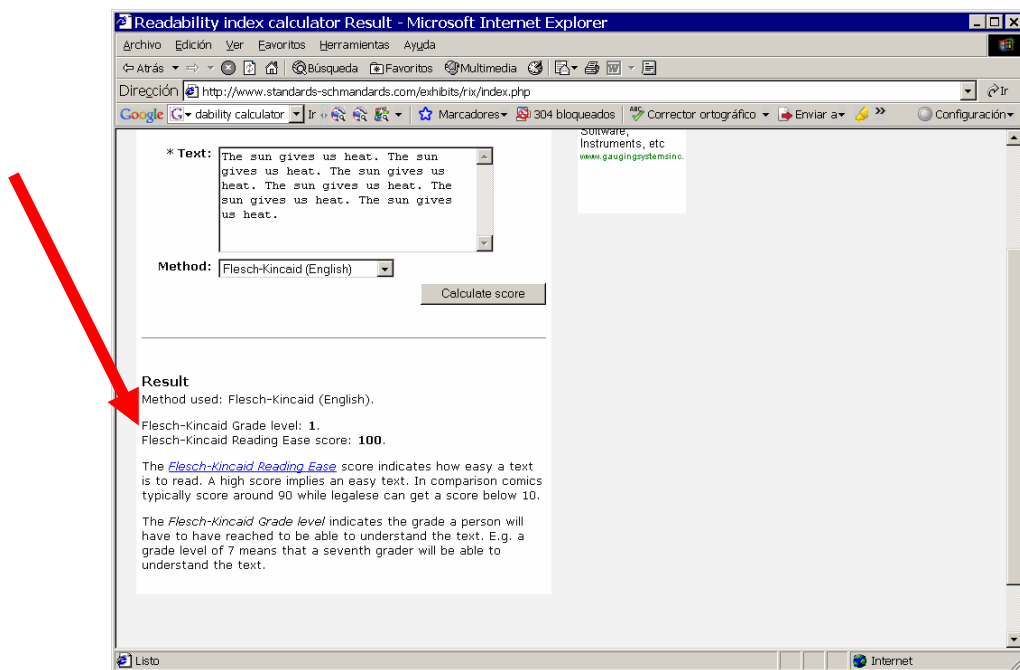 Readability index calculator Result - Microsoft Internet Explorer
Archivo Edición Ver Favoritos Herramientas Ayuda
Atrás Búsqueda Favoritos Multimedia
Dirección http://www.standards-schmandards.com/exhibits/rix/index.php Ir
Google G dability calculator Ir Marcadores 304 bloqueados ABC Corrector ortográfico Enviar a Configuración
Software,
Instruments, etc
www.gaugingsystemsinc.
* Text: The sun gives us heat. The sun
gives us heat. The sun gives us
heat. The sun gives us heat. The
sun gives us heat. The sun gives
us heat.
Method: Flesch-Kincaid (English)
Calculate score
Result
Method used: Flesch-Kincaid (English).
Flesch-Kincaid Grade level: 1.
Flesch-Kincaid Reading Ease score: 100.
The Flesch-Kincaid Reading Ease score indicates how easy a text
is to read. A high score implies an easy text. In comparison comics
typically score around 90 while legalese can get a score below 10.
The Flesch-Kincaid Grade level indicates the grade a person will
have to have reached to be able to understand the text. E.g. a
grade level of 7 means that a seventh grader will be able to
understand the text.
Listo Internet